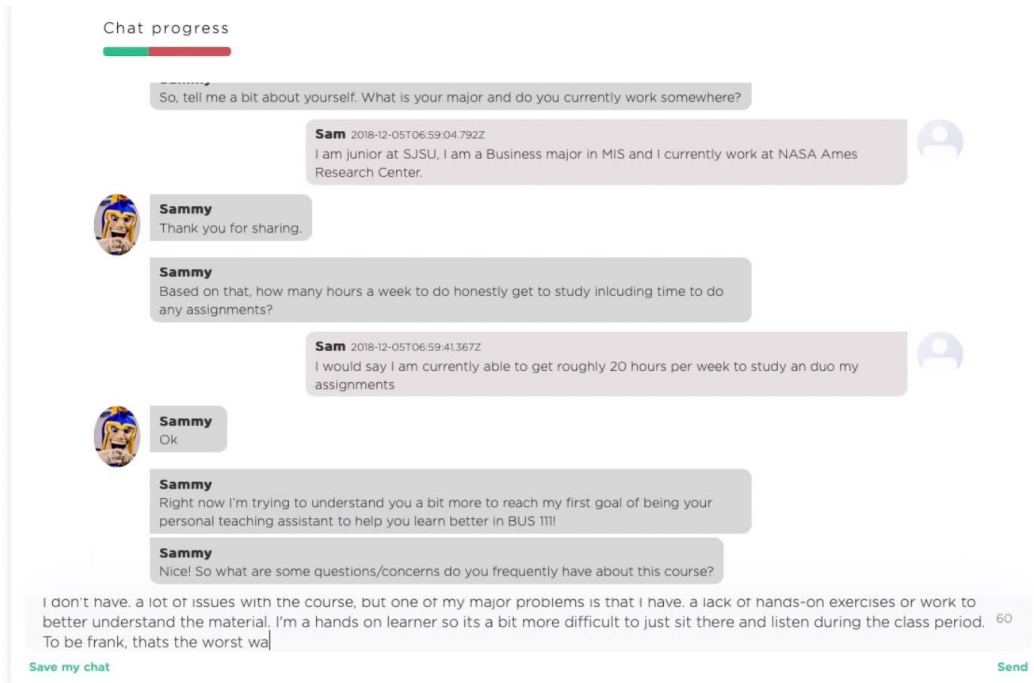 Chat progress
So, tell me a bit about yourself. What is your major and do you currently work somewhere?
Sam 2018-12-05T06:59:04.792Z
I am junior at SJSU, I am a Business major in MIS and I currently work at NASA Ames
Research Center.
Sammy
Thank you for sharing.
Sammy
Based on that, how many hours a week to do honestly get to study inlcuding time to do
any assignments?
Sam 2018-12-05T06:59:41.367Z
I would say I am currently able to get roughly 20 hours per week to study an duo my
assignments
Sammy
Ok
Sammy
Right now I'm trying to understand you a bit more to reach my first goal of being your
personal teaching assistant to help you learn better in BUS 111!
Sammy
Nice! So what are some questions/concerns do you frequently have about this course?
I don't have. a lot of issues with the course, but one of my major problems is that I have. a lack of hands-on exercises or work to
better understand the material. I'm a hands on learner so its a bit more difficult to just sit there and listen during the class period. 60
To be frank, thats the worst wa
Save my chat
Send